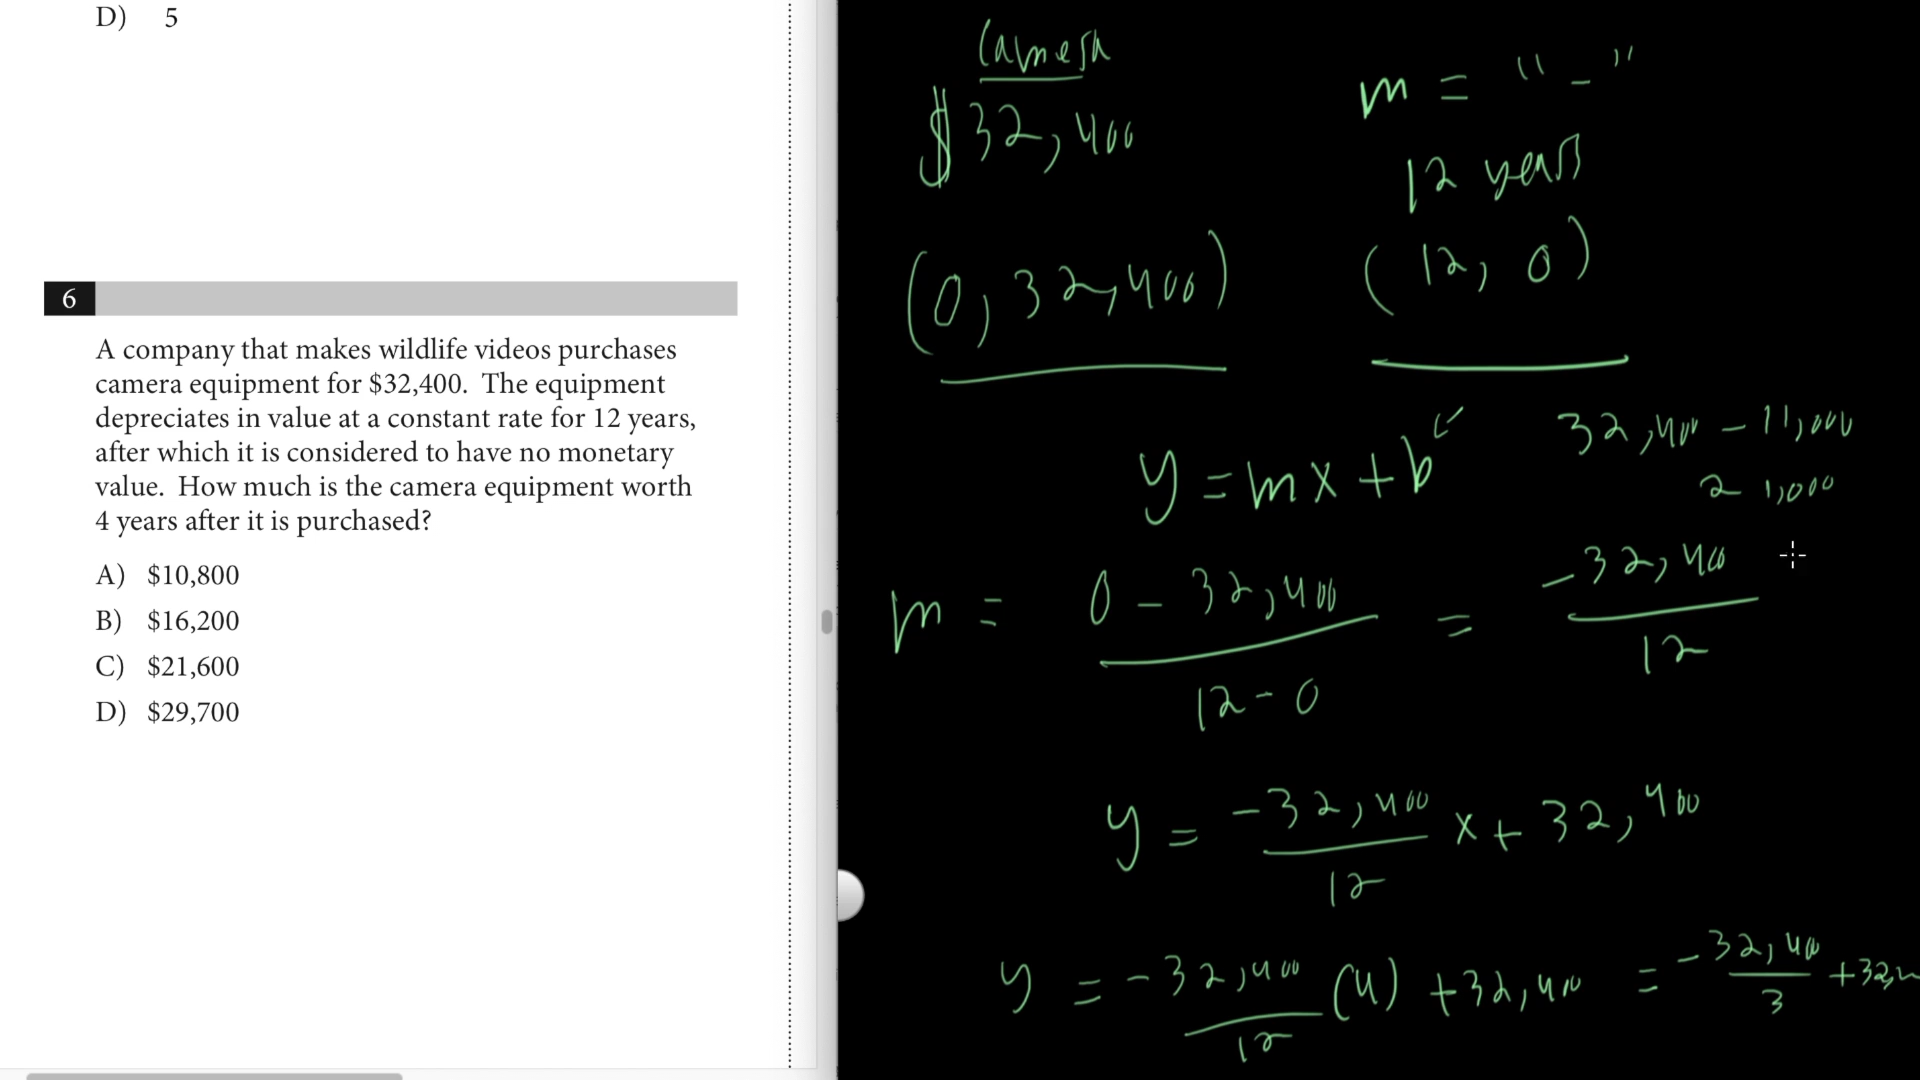 D) 5
6
A company that makes wildlife videos purchases
camera equipment for $32,400. The equipment
depreciates in value at a constant rate for 12 years,
after which it is considered to have no monetary
value. How much is the camera equipment worth
4 years after it is purchased?
A) $10,800
B) $16,200
C) $21,600
D) $29,700
Camera
$32,400
m = "-"
12 years
(0, 32,400)
(12, 0)
y = mx + b
32,400 - 11,000
21,000
m = 0 - 32,400 / 12 - 0 = -32,400 / 12
y = -32,400 / 12 x + 32,400
y = -32,400 / 12 (4) + 32,400 = -32,400 / 3 +